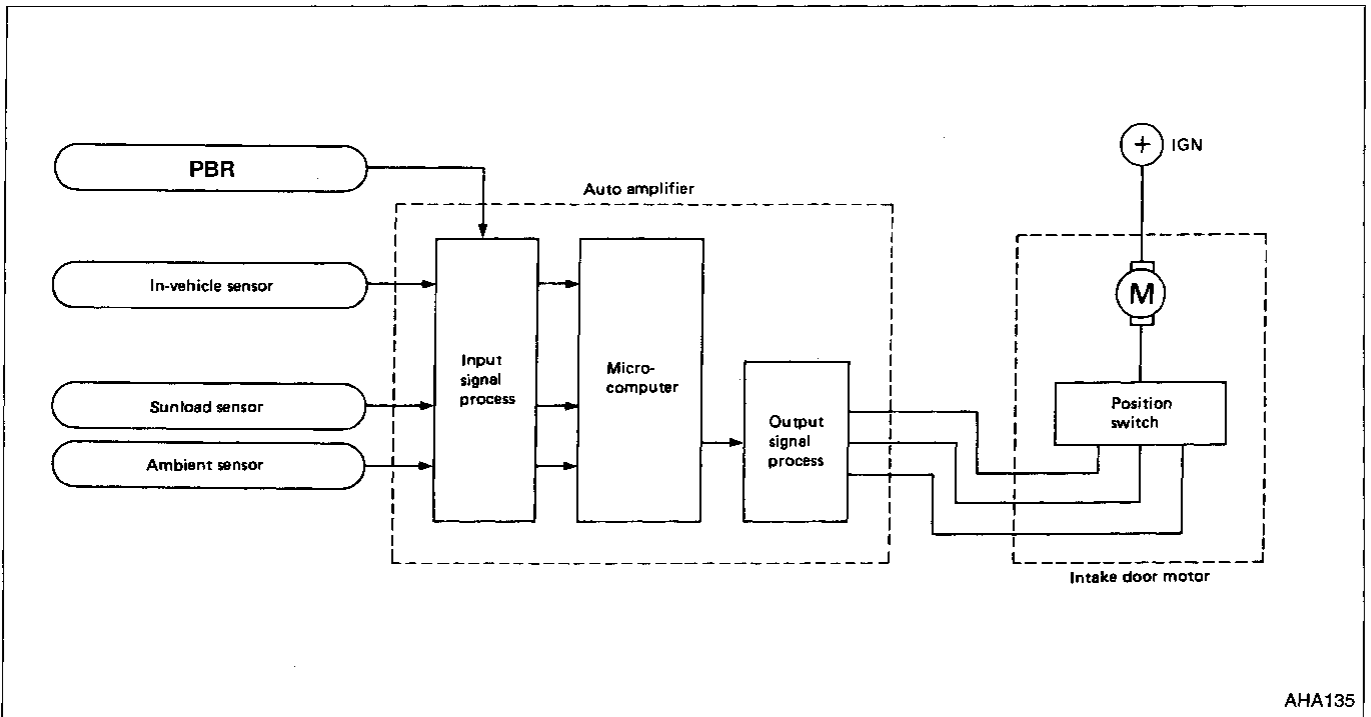 PBR
IGN
Auto amplifier
In-vehicle sensor
M
Input
signal
process
Micro-
computer
Sunload sensor
Position
switch
Output
signal
process
Ambient sensor
Intake door motor
AHA135